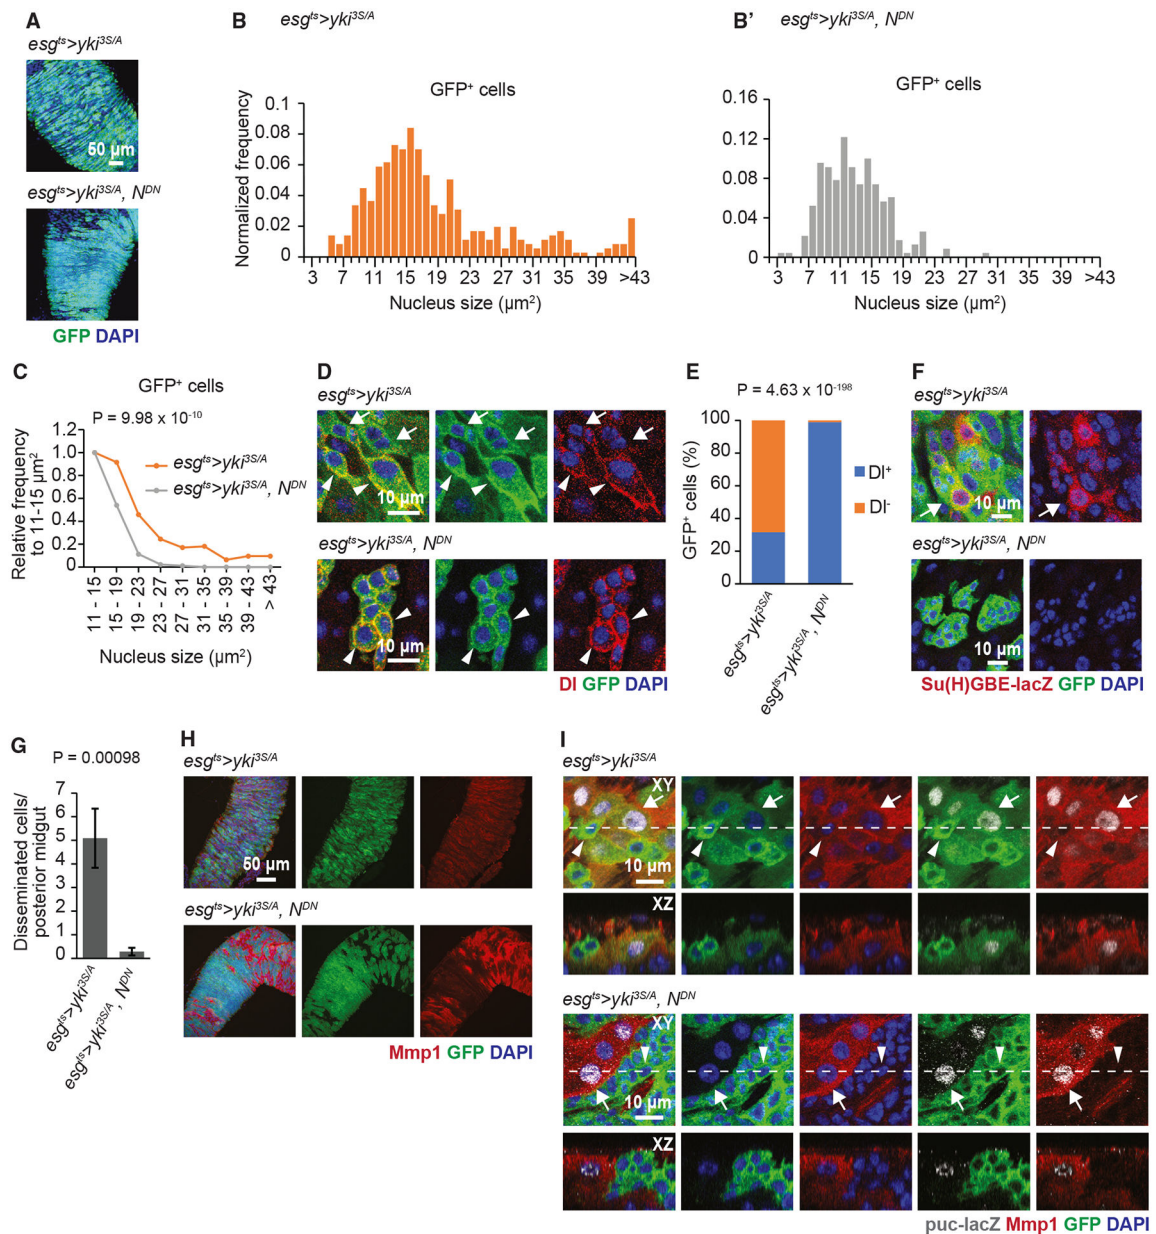 A
esg^ts>yki^3S/A
50 µm
esg^ts>yki^3S/A, N^DN
GFP DAPI
B
esg^ts>yki^3S/A
GFP⁺ cells
Normalized frequency
0.1
0.08
0.06
0.04
0.02
0
3 7 11 15 19 23 27 31 35 39 >43
Nucleus size (µm²)
B'
esg^ts>yki^3S/A, N^DN
GFP⁺ cells
0.16
0.12
0.08
0.04
0
3 7 11 15 19 23 27 31 35 39 >43
Nucleus size (µm²)
C
GFP⁺ cells
P = 9.98 x 10^-10
Relative frequency
to 11-15 µm²
1.2
1.0
0.8
0.6
0.4
0.2
0
esg^ts>yki^3S/A
esg^ts>yki^3S/A, N^DN
11 - 15
15 - 19
19 - 23
23 - 27
27 - 31
31 - 35
35 - 39
39 - 43
> 43
Nucleus size (µm²)
D
esg^ts>yki^3S/A
10 µm
esg^ts>yki^3S/A, N^DN
10 µm
Dl GFP DAPI
E
P = 4.63 x 10^-198
GFP⁺ cells (%)
100
80
60
40
20
0
Dl⁺
Dl⁻
esg^ts>yki^3S/A
esg^ts>yki^3S/A, N^DN
F
esg^ts>yki^3S/A
10 µm
esg^ts>yki^3S/A, N^DN
10 µm
Su(H)GBE-lacZ GFP DAPI
G
P = 0.00098
Disseminated cells/
posterior midgut
7
6
5
4
3
2
1
0
esg^ts>yki^3S/A
esg^ts>yki^3S/A, N^DN
H
esg^ts>yki^3S/A
50 µm
esg^ts>yki^3S/A, N^DN
Mmp1 GFP DAPI
I
esg^ts>yki^3S/A
XY
10 µm
XZ
esg^ts>yki^3S/A, N^DN
XY
10 µm
XZ
puc-lacZ Mmp1 GFP DAPI